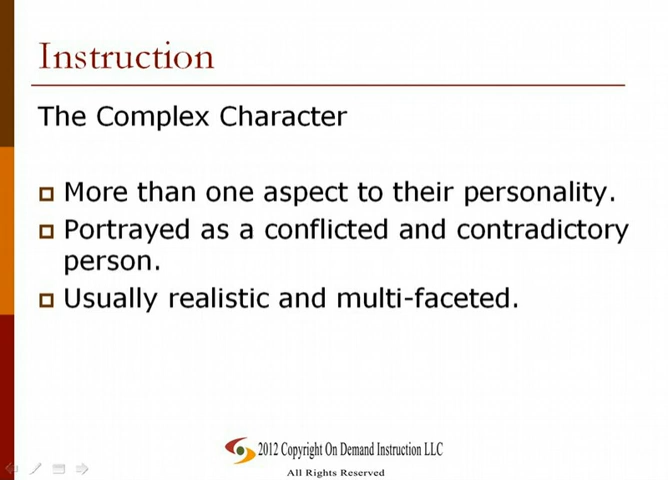 Instruction
The Complex Character
More than one aspect to their personality.
Portrayed as a conflicted and contradictory
person.
Usually realistic and multi-faceted.
2012 Copyright On Demand Instruction LLC
All Rights Reserved